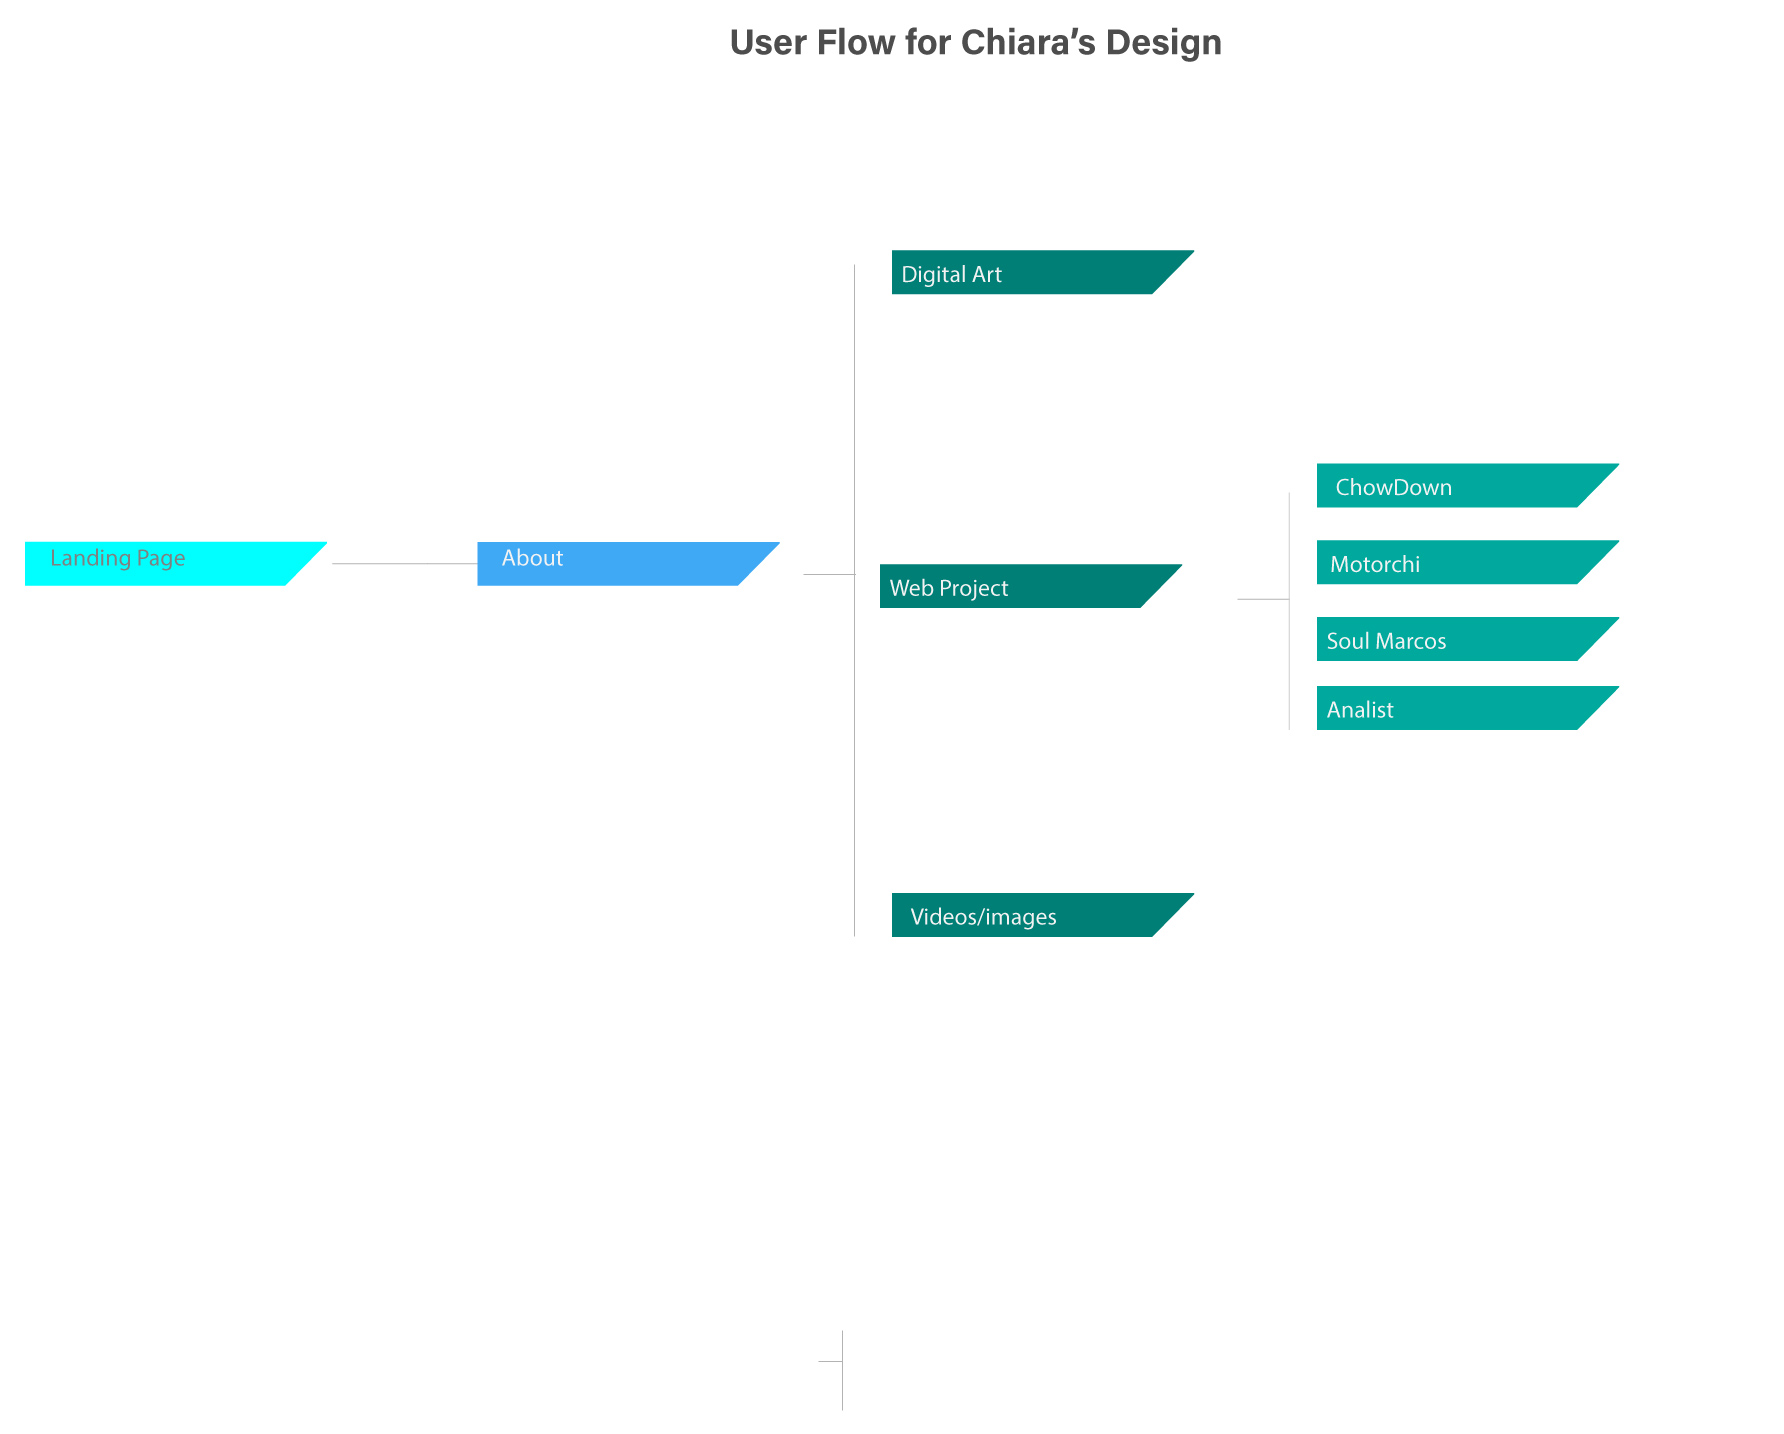 User Flow for Chiara’s Design
Landing Page
About
Digital Art
Web Project
Videos/images
ChowDown
Motorchi
Soul Marcos
Analist